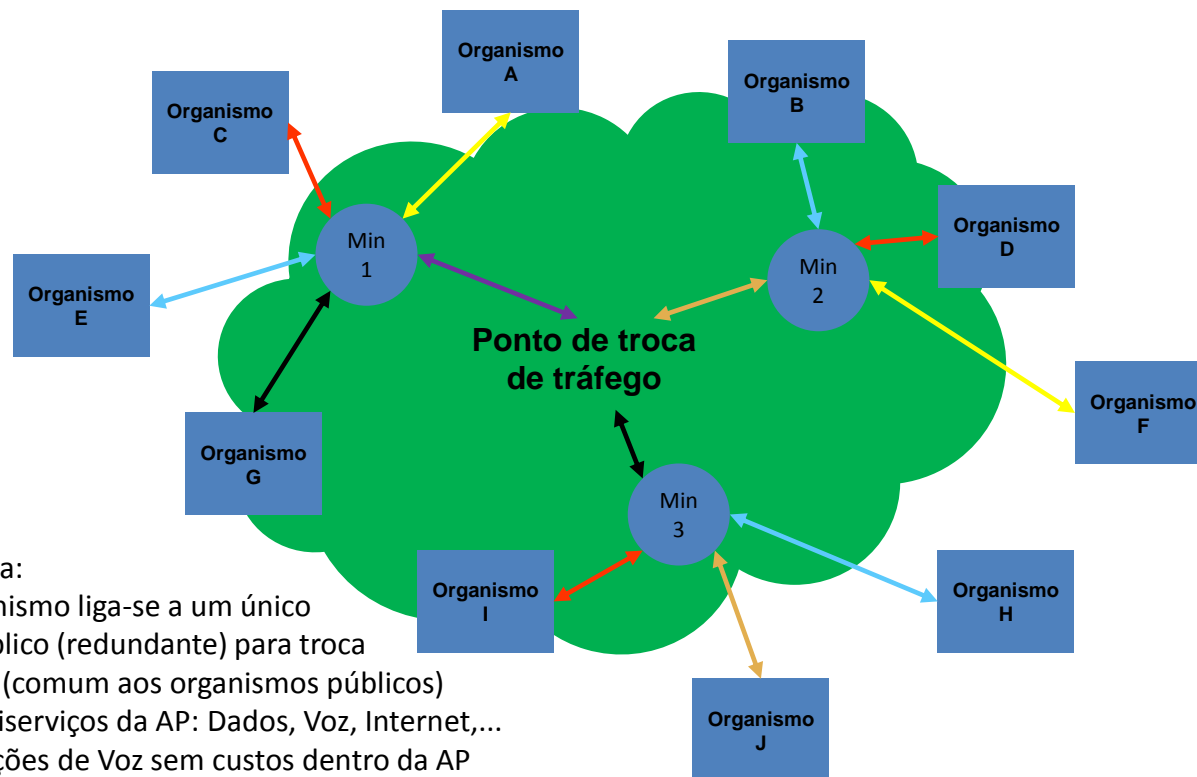 Organismo
A
Organismo
B
Organismo
C
Organismo
D
Min
1
Min
2
Organismo
E
Ponto de troca
de tráfego
Organismo
F
Organismo
G
Min
3
Organismo
I
Organismo
H
Organismo
J
a:
nismo liga-se a um único
blico (redundante) para troca
(comum aos organismos públicos)
iserviços da AP: Dados, Voz, Internet,...
ções de Voz sem custos dentro da AP